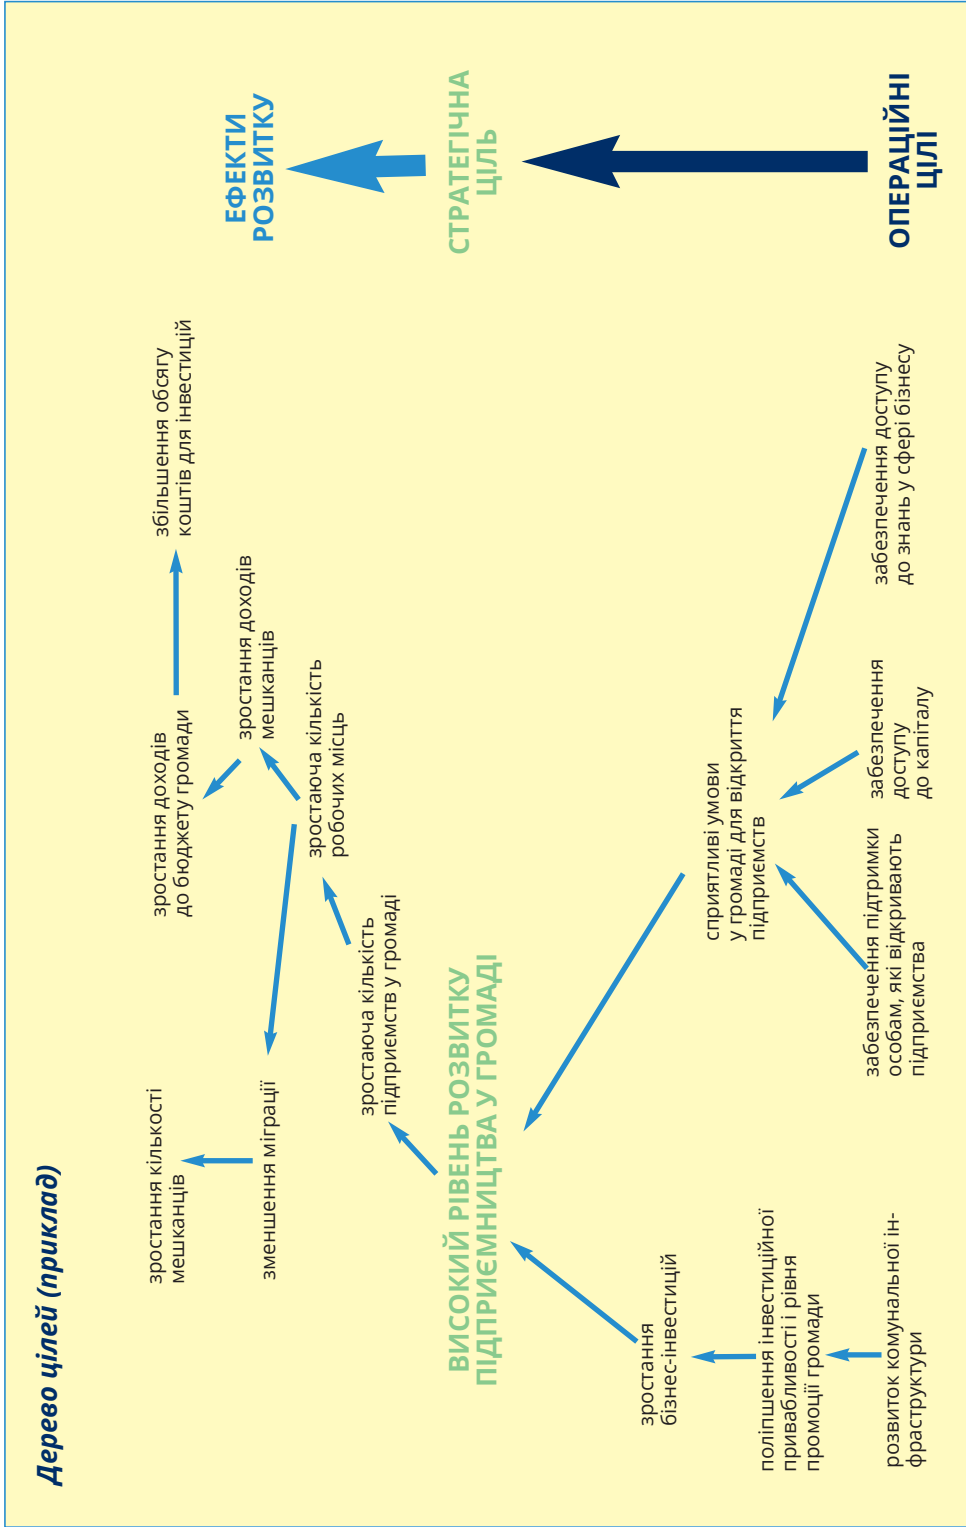 Дерево цілей (приклад)
зростання кількості
мешканців
зростання доходів
до бюджету громади
збільшення обсягу
коштів для інвестицій
ЕФЕКТИ
РОЗВИТКУ
зменшення міграції
зростання доходів
мешканців
зростаюча кількість
робочих місць
зростаюча кількість
підприємств у громаді
ВИСОКИЙ РІВЕНЬ РОЗВИТКУ
ПІДПРИЄМНИЦТВА У ГРОМАДІ
СТРАТЕГІЧНА
ЦІЛЬ
зростання
бізнес-інвестицій
сприятливі умови
у громаді для відкриття
підприємств
поліпшення інвестиційної
привабливості і рівня
промоції громади
розвиток комунальної ін-
фраструктури
забезпечення підтримки
особам, які відкривають
підприємства
забезпечення
доступу
до капіталу
забезпечення доступу
до знань у сфері бізнесу
ОПЕРАЦІЙНІ
ЦІЛІ